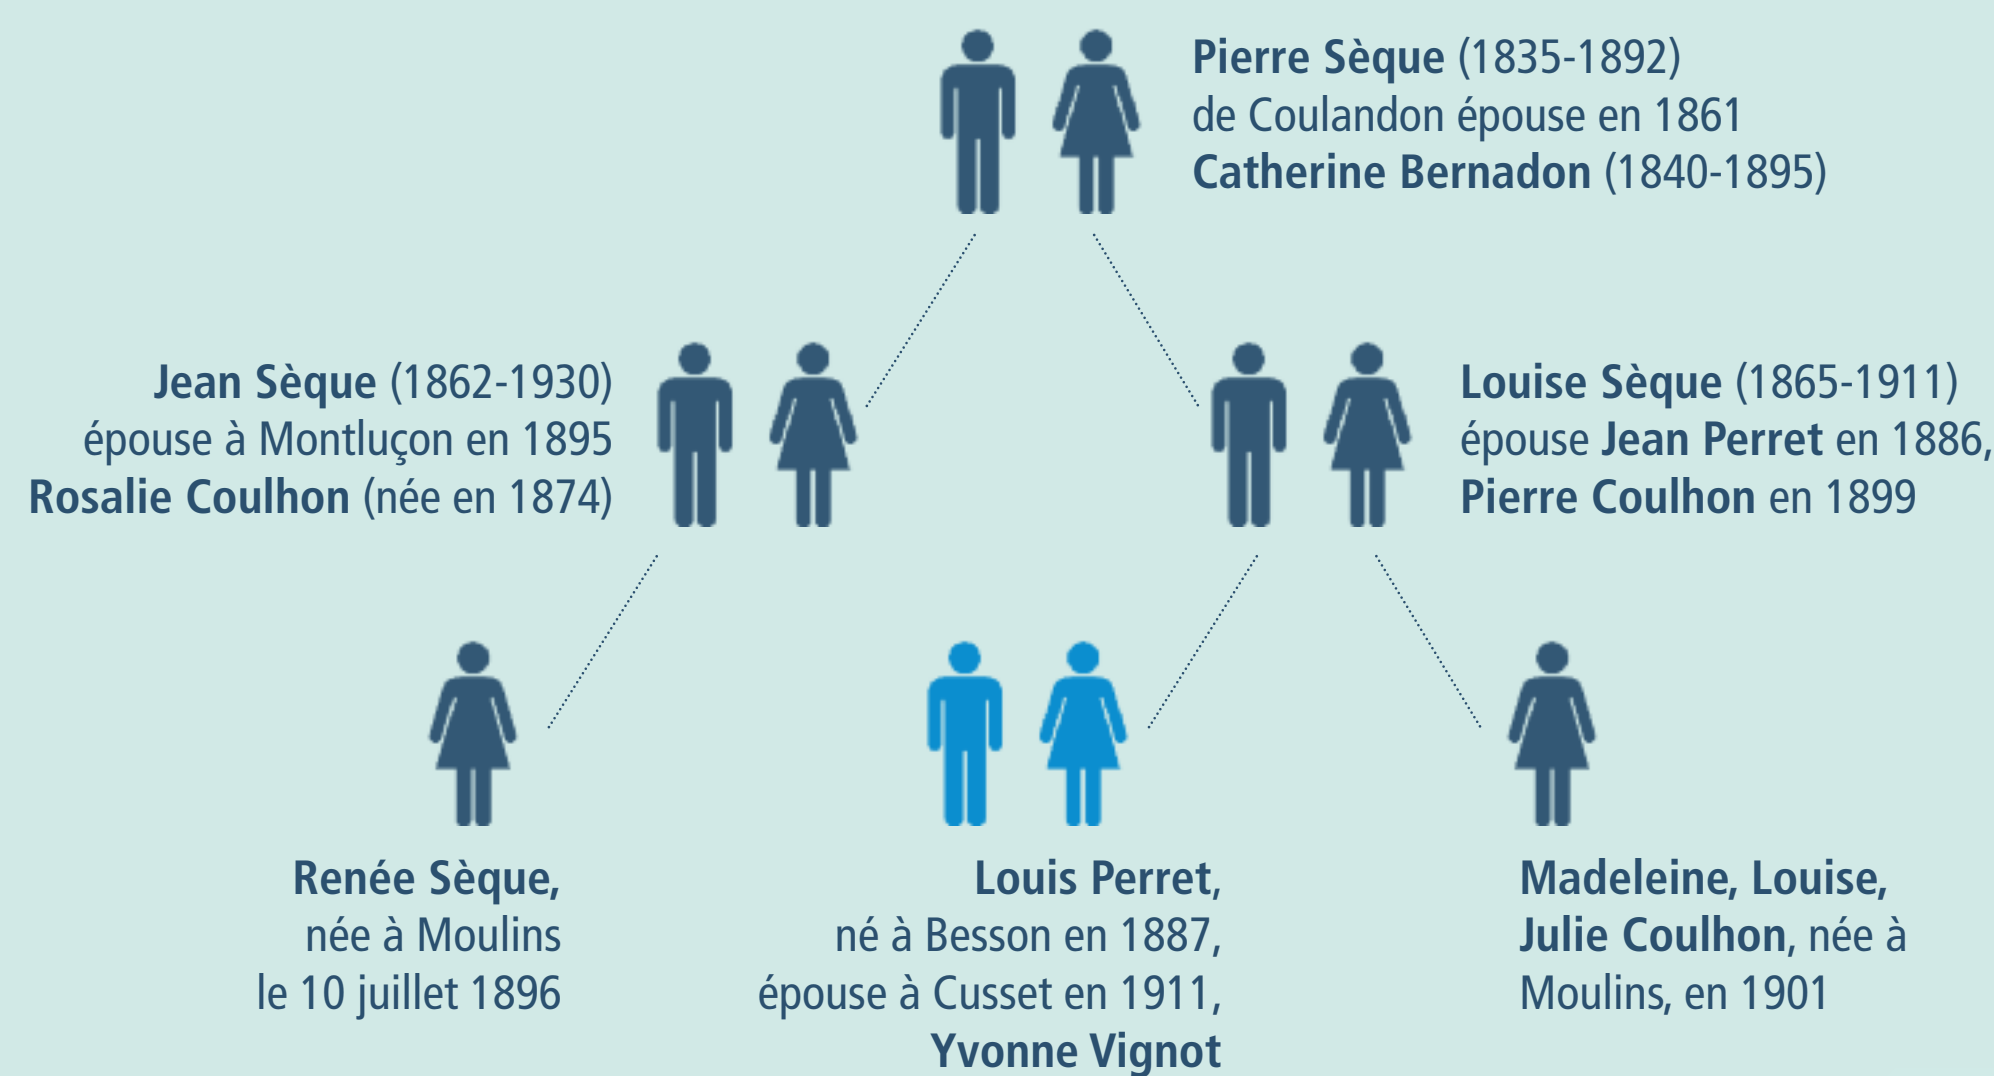 Pierre Sèque (1835-1892)
de Coulandon épouse en 1861
Catherine Bernadon (1840-1895)
Jean Sèque (1862-1930)
épouse à Montluçon en 1895
Rosalie Coulhon (née en 1874)
Louise Sèque (1865-1911)
épouse Jean Perret en 1886,
Pierre Coulhon en 1899
Renée Sèque,
née à Moulins
le 10 juillet 1896
Louis Perret,
né à Besson en 1887,
épouse à Cusset en 1911,
Yvonne Vignot
Madeleine, Louise,
Julie Coulhon, née à
Moulins, en 1901